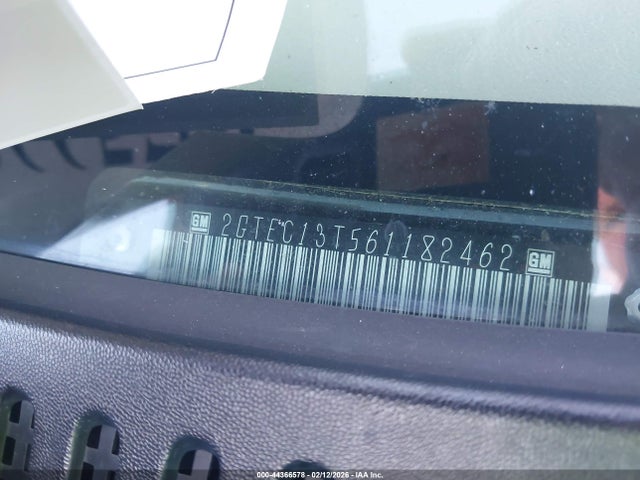 GM 2GTEC13T561182462 GM
000-44366578 - 02/12/2026 - IAA Inc.